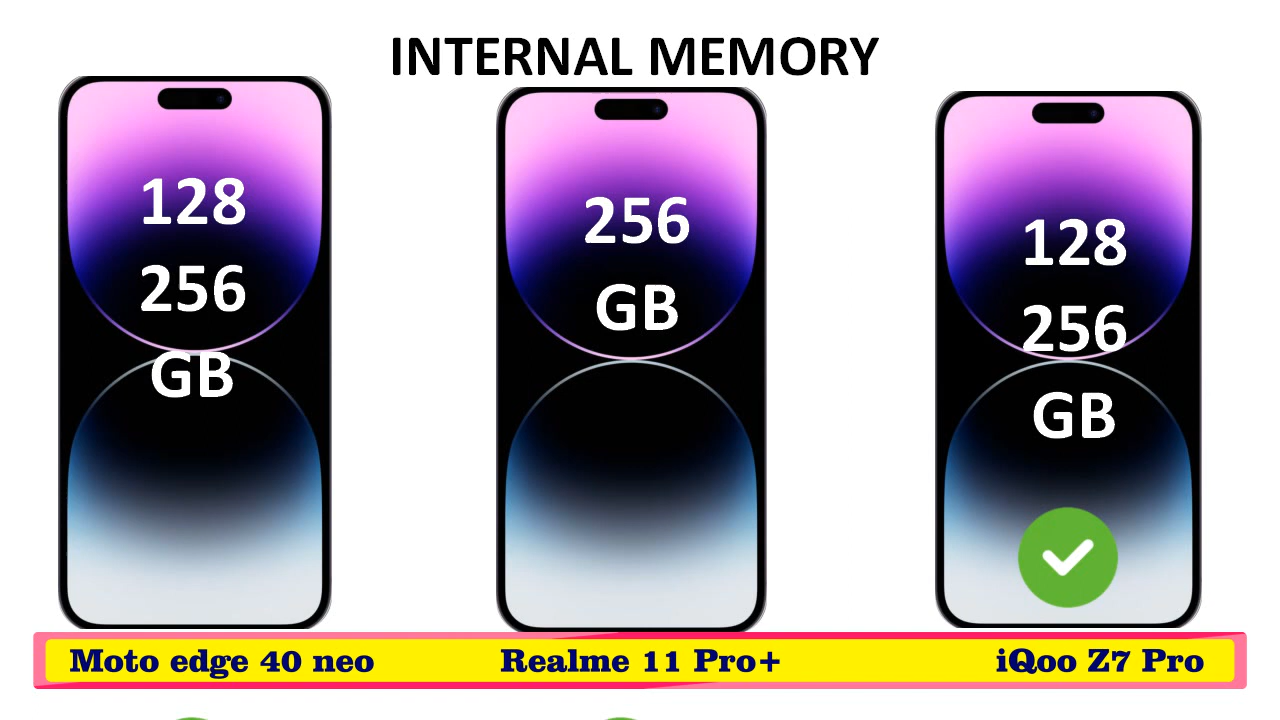 INTERNAL MEMORY
128
256
GB
256
GB
128
256
GB
Moto edge 40 neo
Realme 11 Pro+
iQoo Z7 Pro